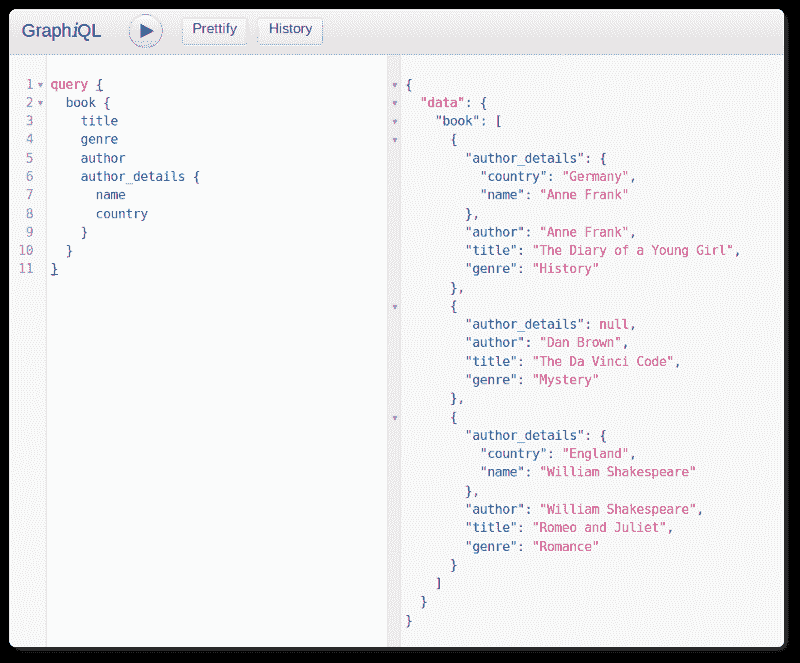 GraphiQL
Prettify
History
1 query {
2   book {
3     title
4     genre
5     author
6     author_details {
7       name
8       country
9     }
10   }
11 }
{
  "data": {
    "book": [
      {
        "author_details": {
          "country": "Germany",
          "name": "Anne Frank"
        },
        "author": "Anne Frank",
        "title": "The Diary of a Young Girl",
        "genre": "History"
      },
      {
        "author_details": null,
        "author": "Dan Brown",
        "title": "The Da Vinci Code",
        "genre": "Mystery"
      },
      {
        "author_details": {
          "country": "England",
          "name": "William Shakespeare"
        },
        "author": "William Shakespeare",
        "title": "Romeo and Juliet",
        "genre": "Romance"
      }
    ]
  }
}